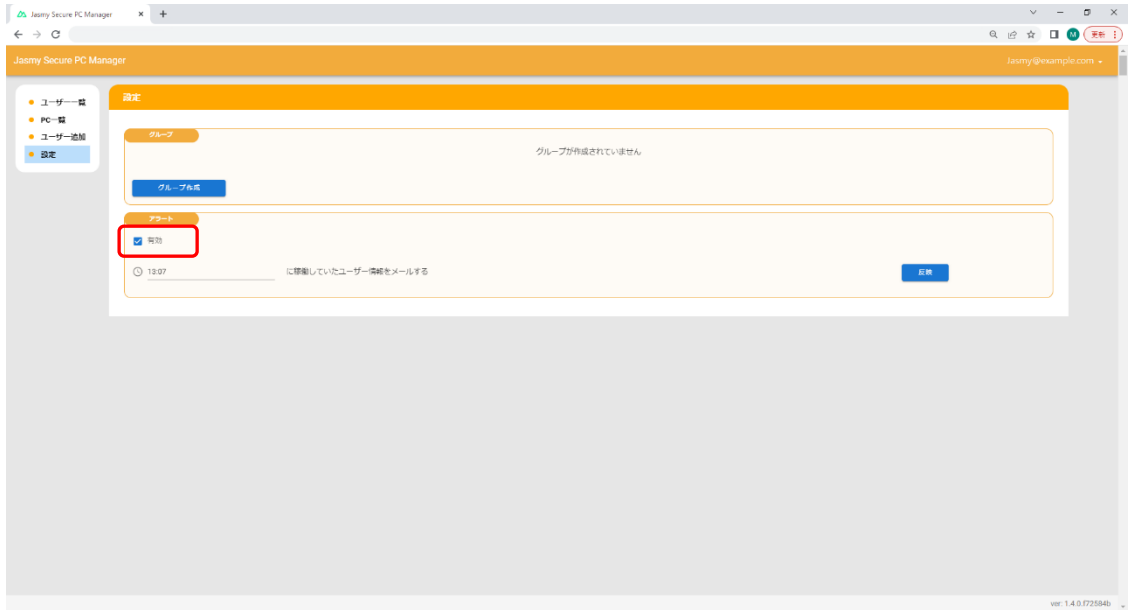 Jasmy Secure PC Manager
M
更新
Jasmy Secure PC Manager
Jasmy@example.com
ユーザー一覧
PC一覧
ユーザー追加
設定
設定
グループ
グループが作成されていません
グループ作成
アラート
有効
13:07 に稼働していたユーザー情報をメールする
反映
ver: 1.4.0.f72584b